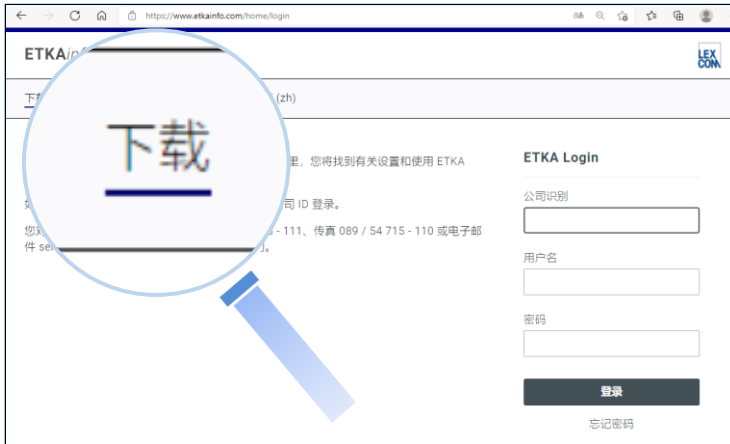 https://www.etkainfo.com/home/login
ETKAin
LEX
COM
下载
(zh)
里，您将找到有关设置和使用 ETKA
司 ID 登录。
- 111、传真 089 / 54 715 - 110 或电子邮
件 se
ETKA Login
公司识别
用户名
密码
登录
忘记密码